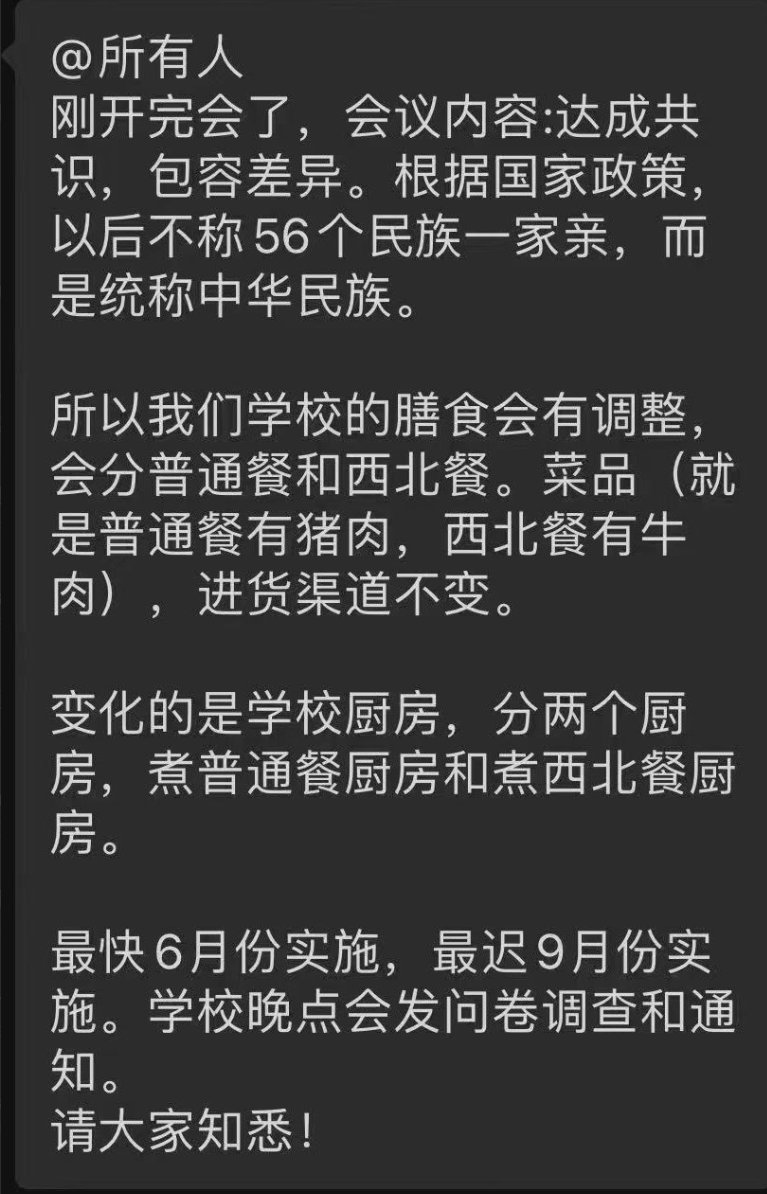 @所有人
刚开完会了，会议内容:达成共
识，包容差异。根据国家政策，
以后不称56个民族一家亲，而
是统称中华民族。
所以我们学校的膳食会有调整，
会分普通餐和西北餐。菜品（就
是普通餐有猪肉，西北餐有牛
肉），进货渠道不变。
变化的是学校厨房，分两个厨
房，煮普通餐厨房和煮西北餐厨
房。
最快6月份实施，最迟9月份实
施。学校晚点会发问卷调查和通
知。
请大家知悉！